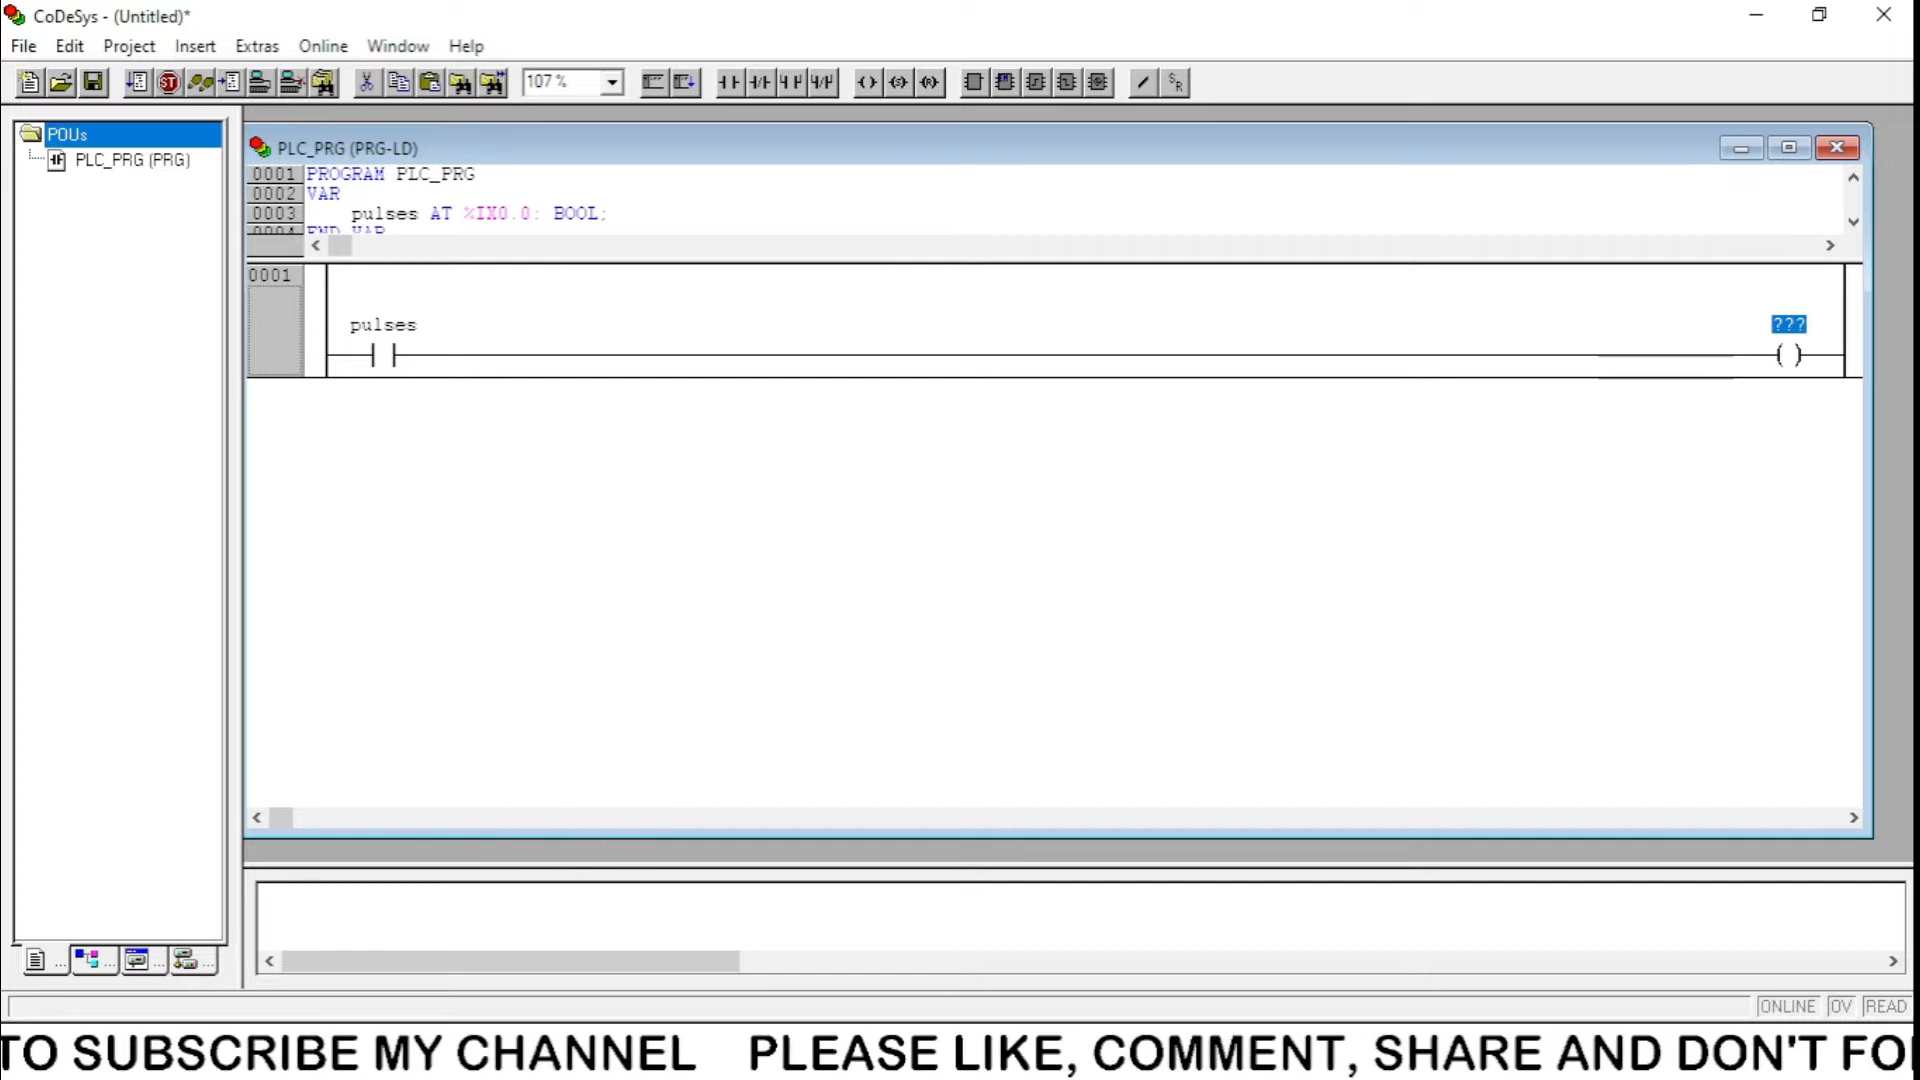 CoDeSys - (Untitled)*
File Edit Project Insert Extras Online Window Help
107 %
POUs
PLC_PRG (PRG)
PLC_PRG (PRG-LD)
0001 PROGRAM PLC_PRG
0002 VAR
0003 pulses AT %IX0.0: BOOL;
0004 END_VAR
0001
pulses
???
ONLINE OV READ
TO SUBSCRIBE MY CHANNEL PLEASE LIKE, COMMENT, SHARE AND DON'T FO